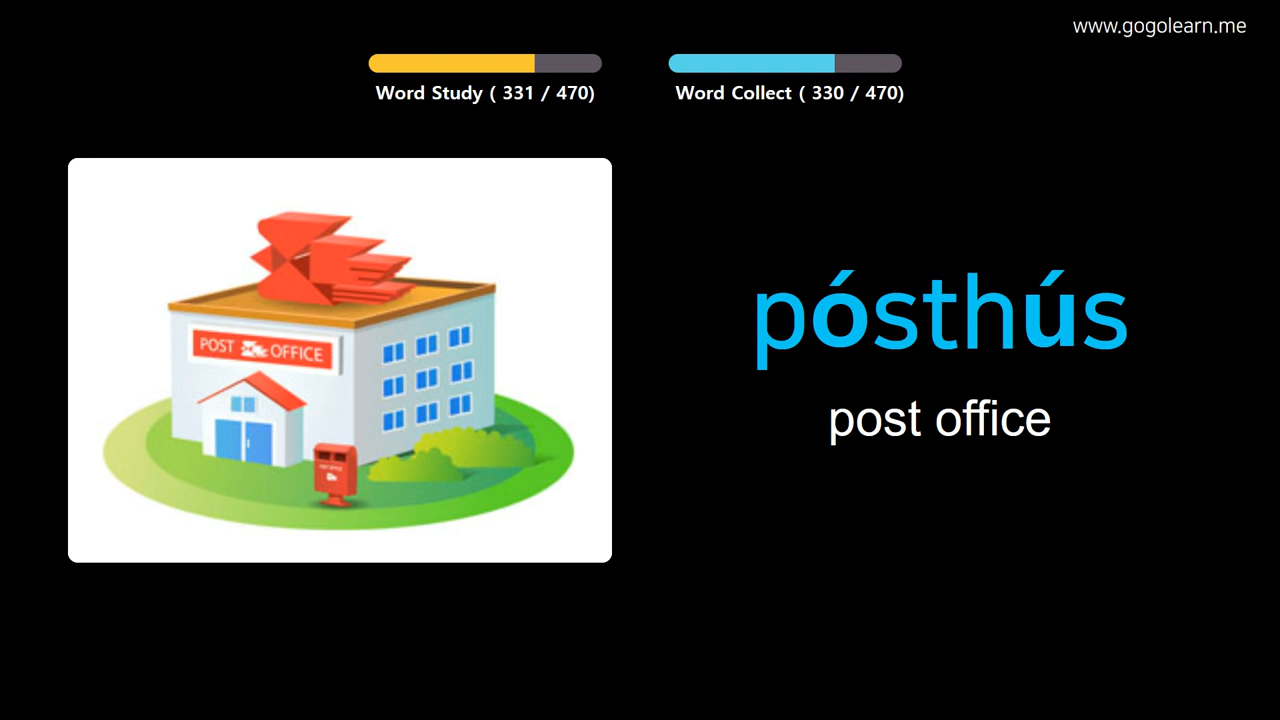 www.gogolearn.me
Word Study ( 331 / 470)
Word Collect ( 330 / 470)
POST OFFICE
pósthús
post office